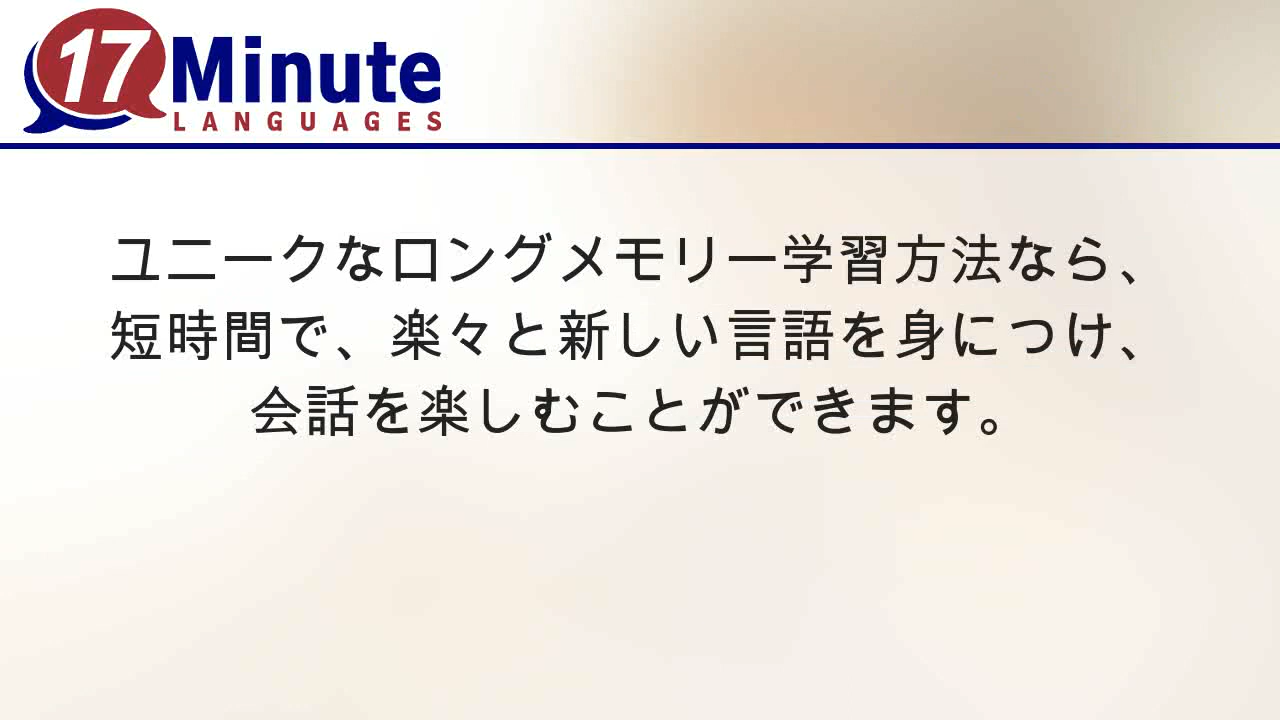 17 Minute
LANGUAGES
ユニークなロングメモリー学習方法なら、
短時間で、楽々と新しい言語を身につけ、
会話を楽しむことができます。